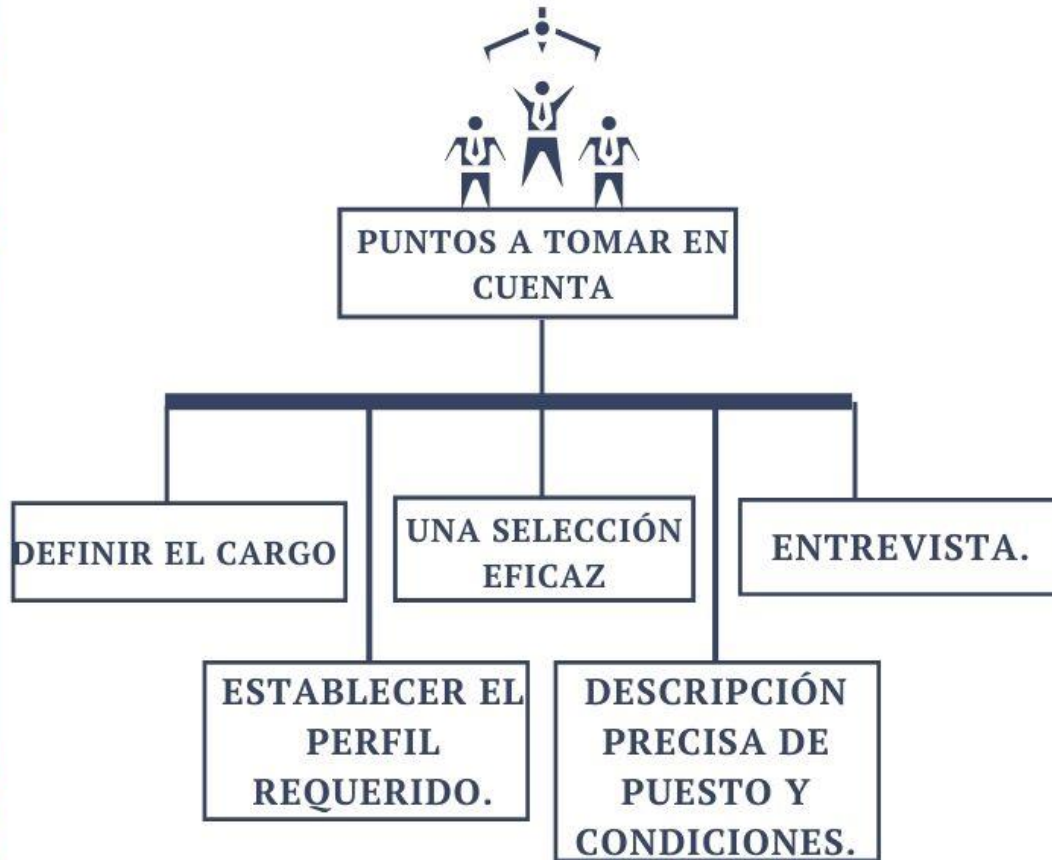 PUNTOS A TOMAR EN
CUENTA
DEFINIR EL CARGO
UNA SELECCIÓN
EFICAZ
ENTREVISTA.
ESTABLECER EL
PERFIL
REQUERIDO.
DESCRIPCIÓN
PRECISA DE
PUESTO Y
CONDICIONES.